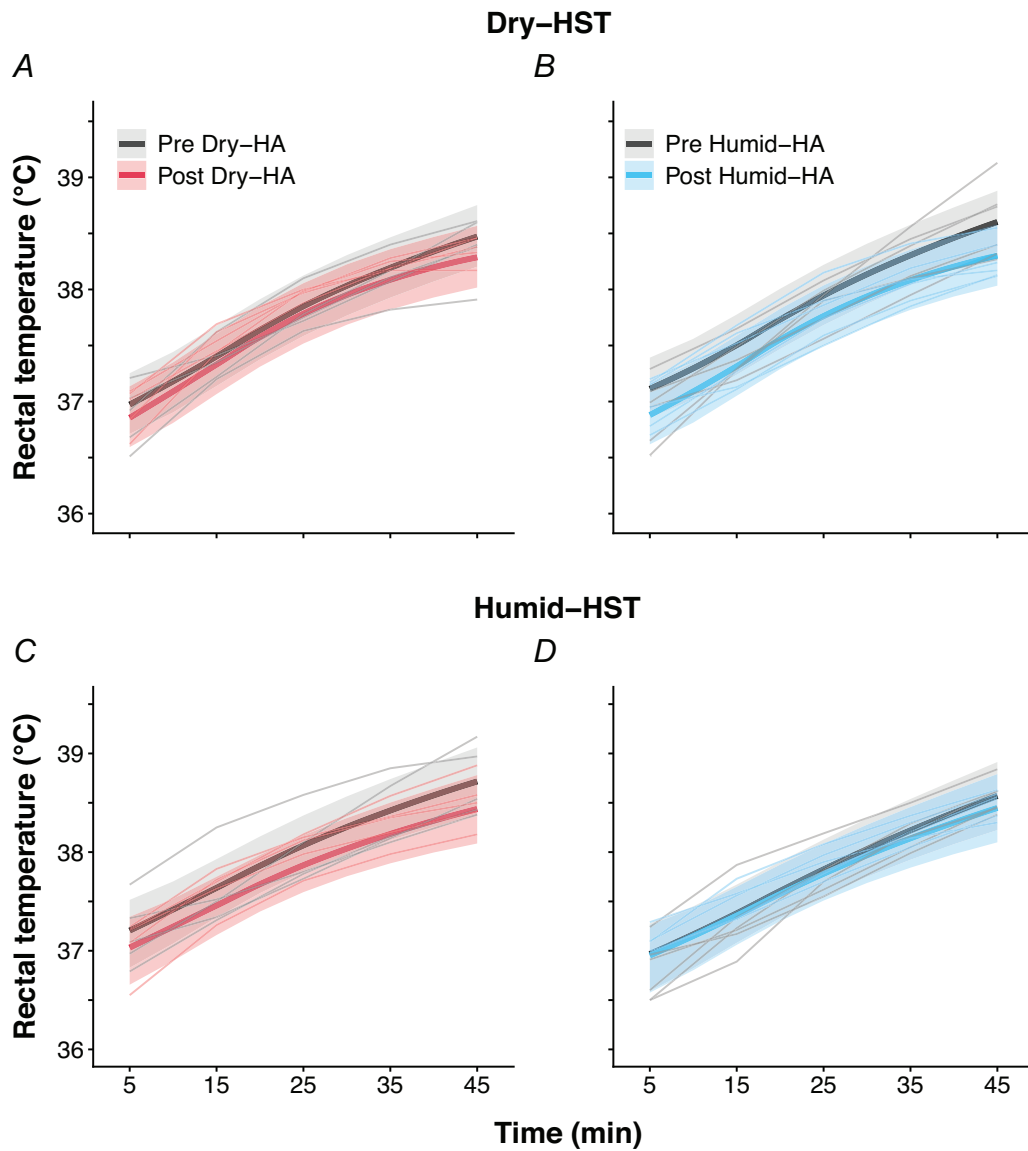 Dry–HST
A
B
Rectal temperature (°C)
39
38
37
36
Pre Dry–HA
Post Dry–HA
Pre Humid–HA
Post Humid–HA
Humid–HST
C
D
Rectal temperature (°C)
39
38
37
36
5 15 25 35 45
5 15 25 35 45
Time (min)